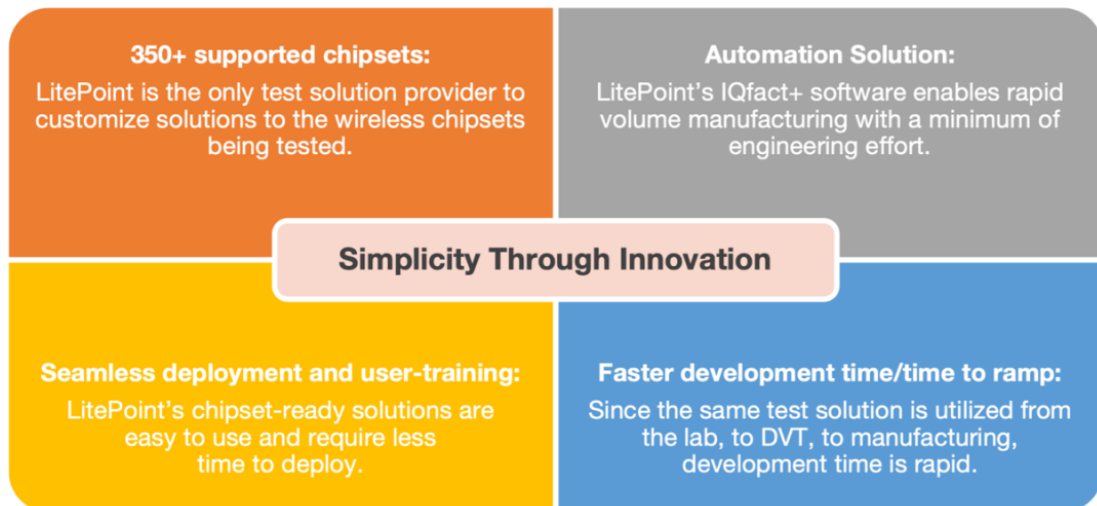 350+ supported chipsets:
LitePoint is the only test solution provider to
customize solutions to the wireless chipsets
being tested.
Automation Solution:
LitePoint's IQfact+ software enables rapid
volume manufacturing with a minimum of
engineering effort.
Simplicity Through Innovation
Seamless deployment and user-training:
LitePoint's chipset-ready solutions are
easy to use and require less
time to deploy.
Faster development time/time to ramp:
Since the same test solution is utilized from
the lab, to DVT, to manufacturing,
development time is rapid.